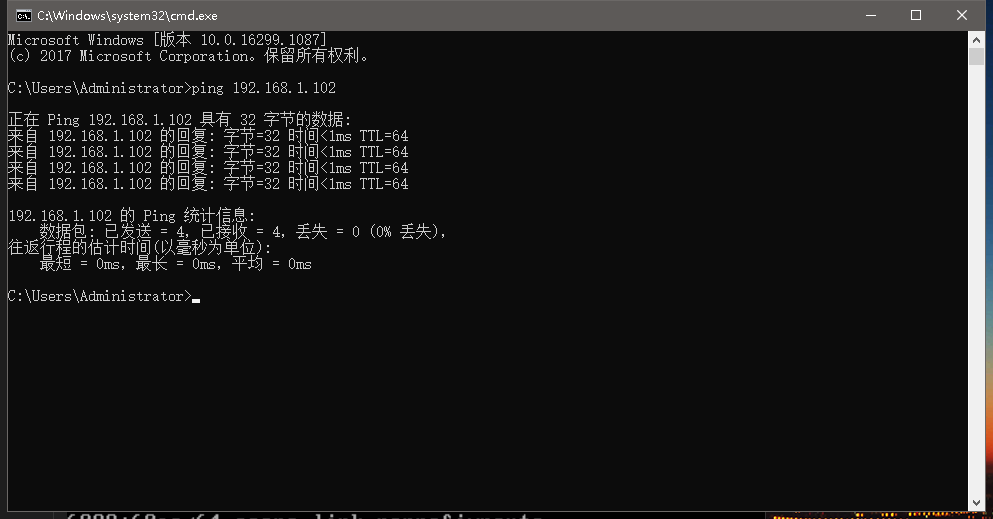 C:\Windows\system32\cmd.exe
Microsoft Windows [版本 10.0.16299.1087]
(c) 2017 Microsoft Corporation。保留所有权利。
C:\Users\Administrator>ping 192.168.1.102
正在 Ping 192.168.1.102 具有 32 字节的数据:
来自 192.168.1.102 的回复: 字节=32 时间<1ms TTL=64
来自 192.168.1.102 的回复: 字节=32 时间<1ms TTL=64
来自 192.168.1.102 的回复: 字节=32 时间<1ms TTL=64
来自 192.168.1.102 的回复: 字节=32 时间<1ms TTL=64
192.168.1.102 的 Ping 统计信息:
数据包: 已发送 = 4，已接收 = 4，丢失 = 0 (0% 丢失)，
往返行程的估计时间(以毫秒为单位):
最短 = 0ms，最长 = 0ms，平均 = 0ms
C:\Users\Administrator>